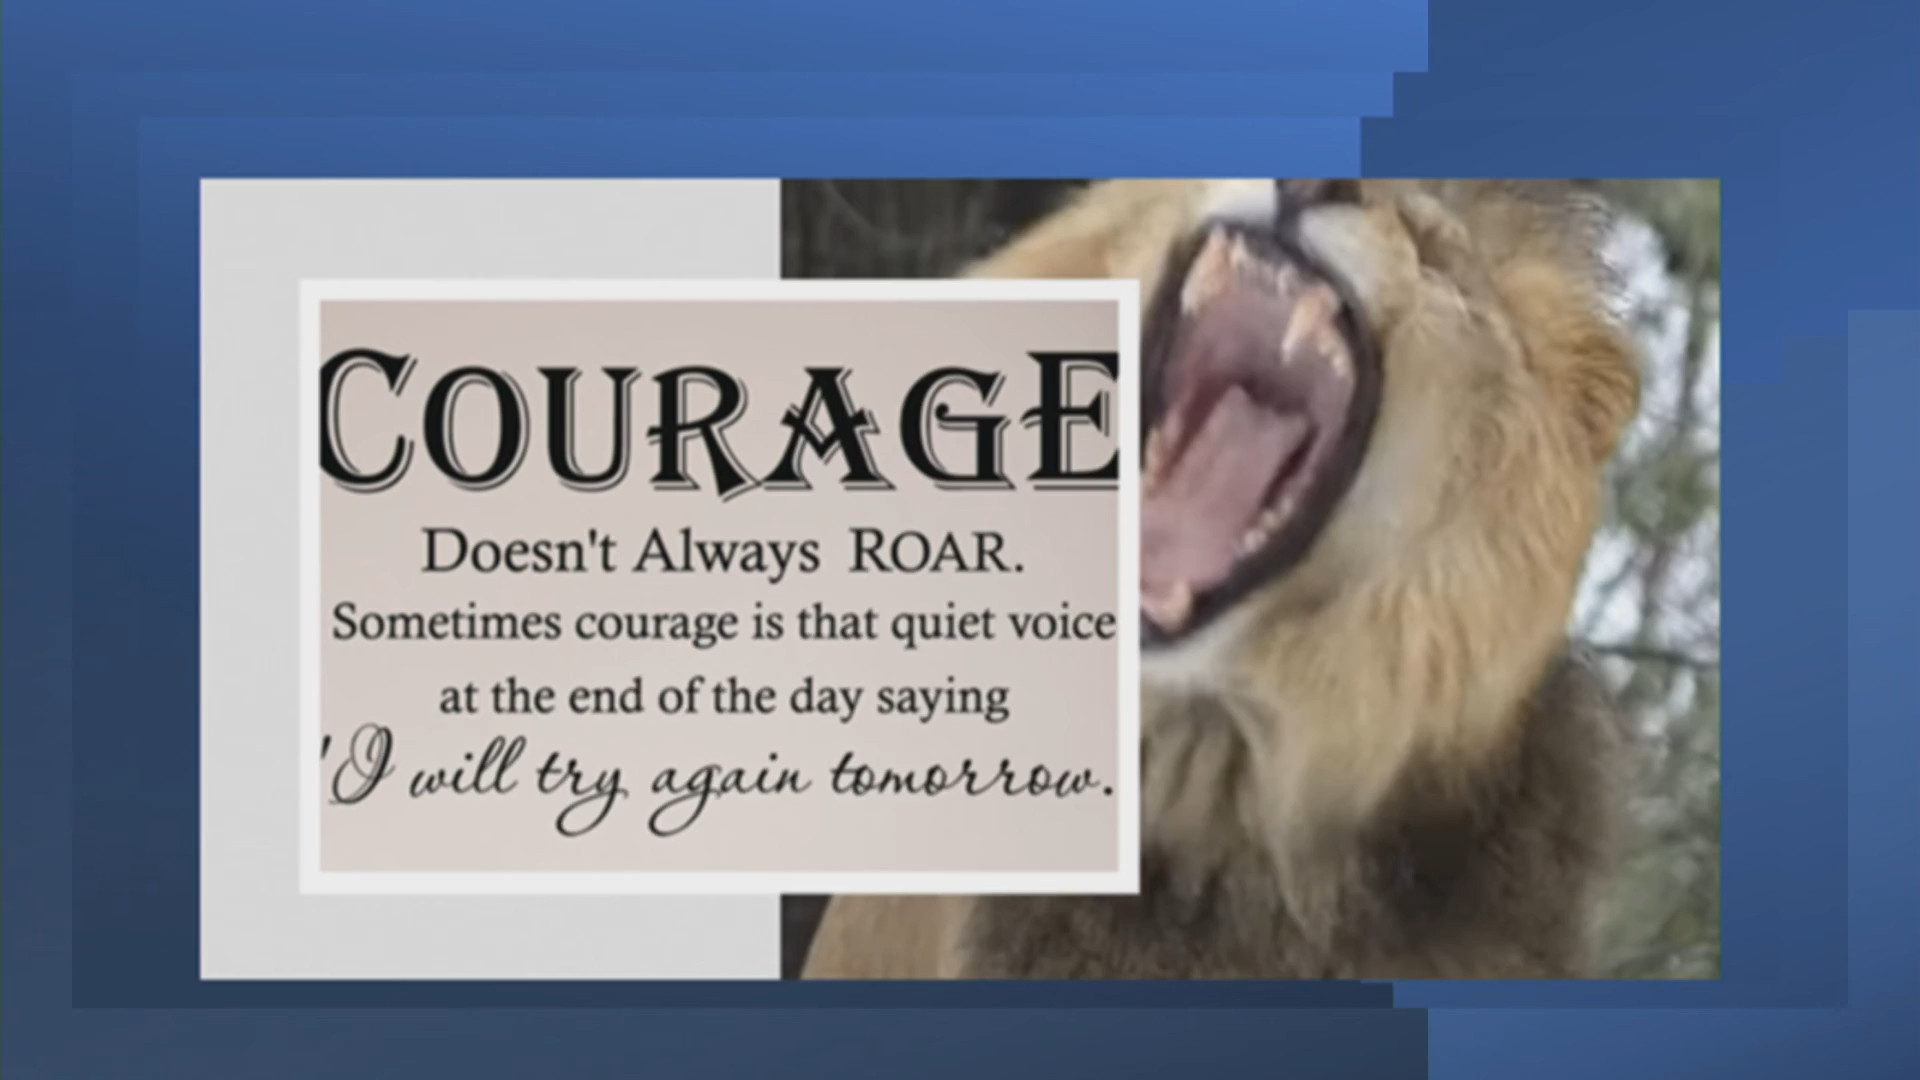 COURAGE
Doesn't Always ROAR.
Sometimes courage is that quiet voice
at the end of the day saying
'I will try again tomorrow.